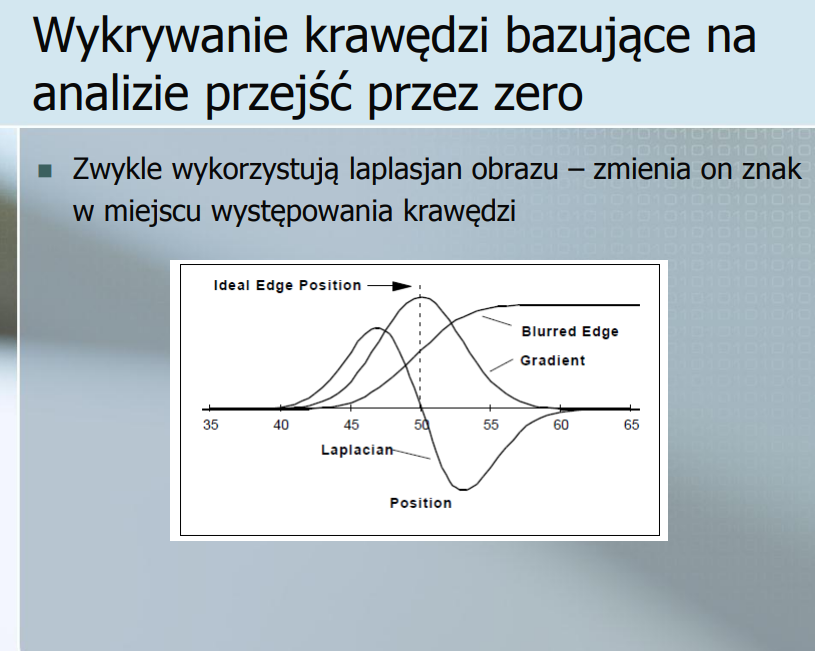 Wykrywanie krawędzi bazujące na
analizie przejść przez zero
Zwykle wykorzystują laplasjan obrazu – zmienia on znak
w miejscu występowania krawędzi
Ideal Edge Position
Blurred Edge
Gradient
35 40 45 50 55 60 65
Laplacian
Position